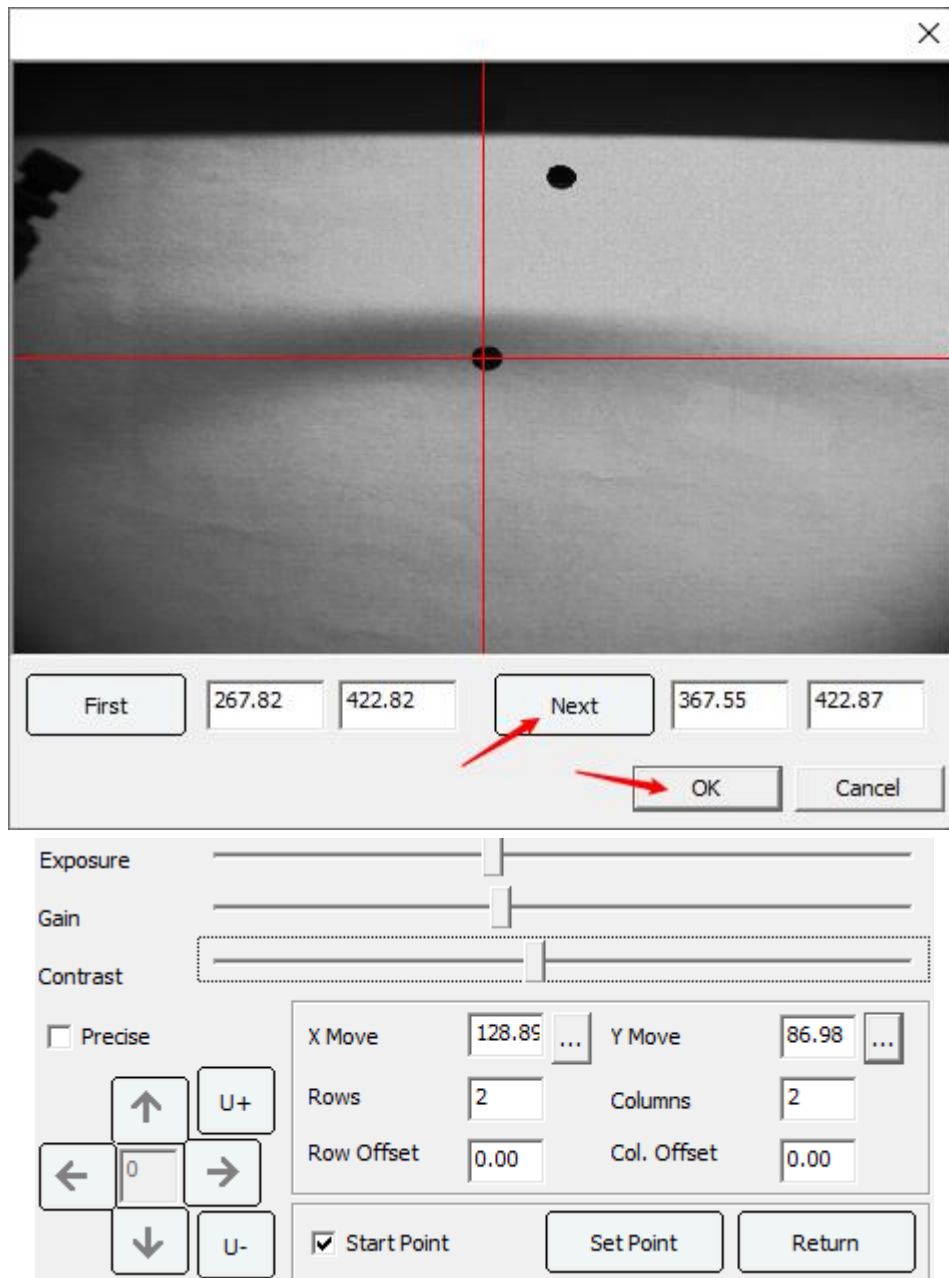 First 267.82 422.82 Next 367.55 422.87
OK Cancel
Exposure
Gain
Contrast
Precise X Move 128.89 ... Y Move 86.98 ...
U+ Rows 2 Columns 2
0 Row Offset 0.00 Col. Offset 0.00
U- Start Point Set Point Return